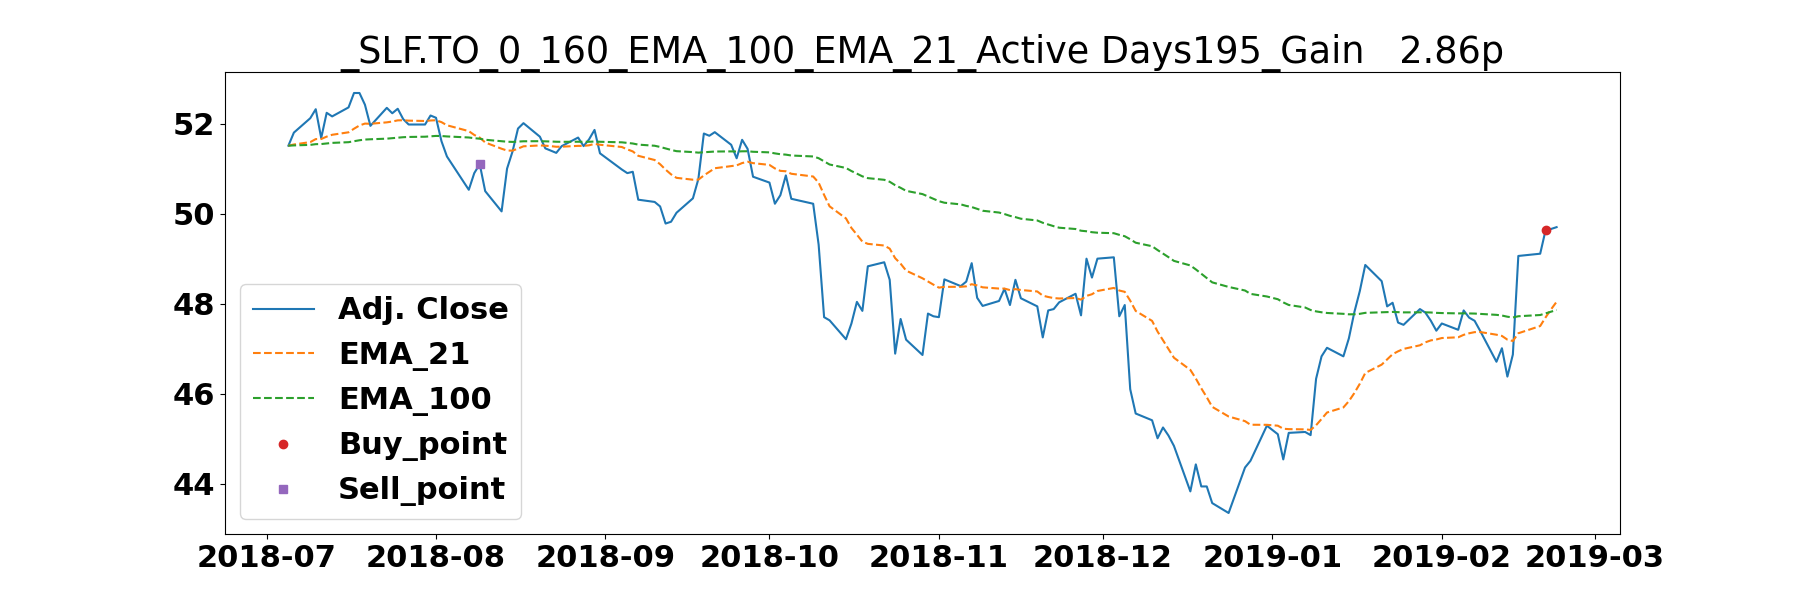 _SLF.TO_0_160_EMA_100_EMA_21_Active Days195_Gain   2.86p
52
50
48
46
44
Adj. Close
EMA_21
EMA_100
Buy_point
Sell_point
2018-07 2018-08 2018-09 2018-10 2018-11 2018-12 2019-01 2019-02 2019-03